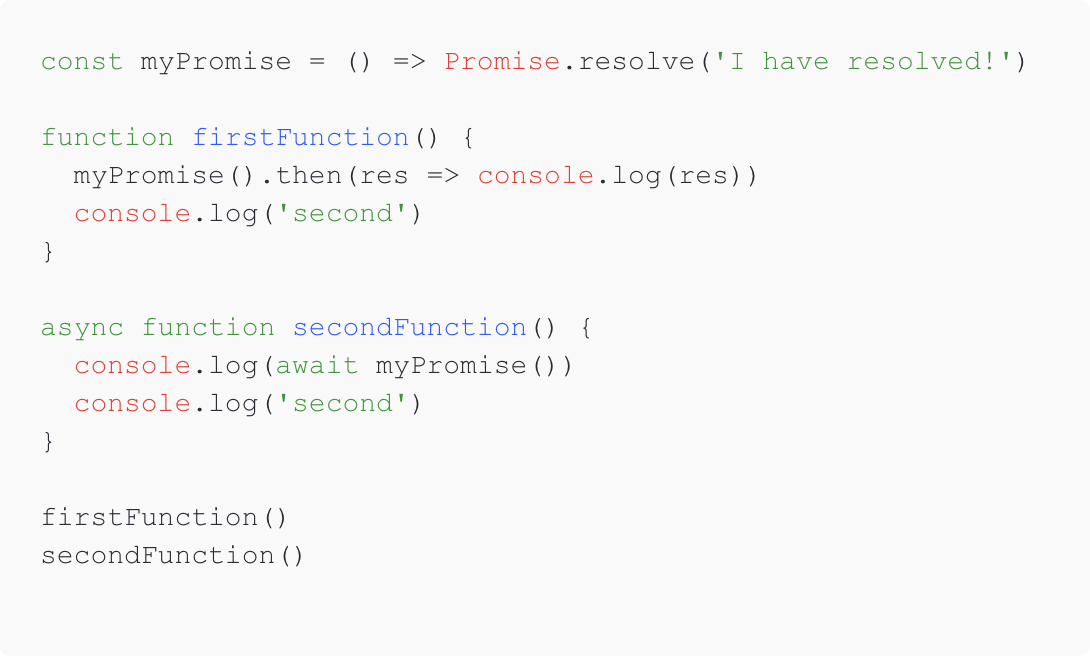 const myPromise = () => Promise.resolve('I have resolved!')

function firstFunction() {
  myPromise().then(res => console.log(res))
  console.log('second')
}

async function secondFunction() {
  console.log(await myPromise())
  console.log('second')
}

firstFunction()
secondFunction()